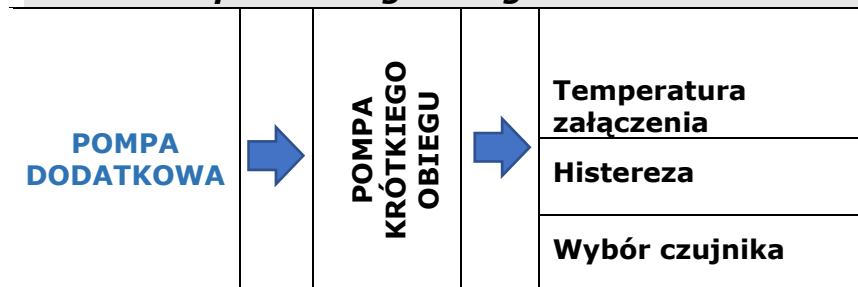 POMPA
DODATKOWA
POMPA
KRÓTKIEGO
OBIEGU
Temperatura
załączenia
Histereza
Wybór czujnika